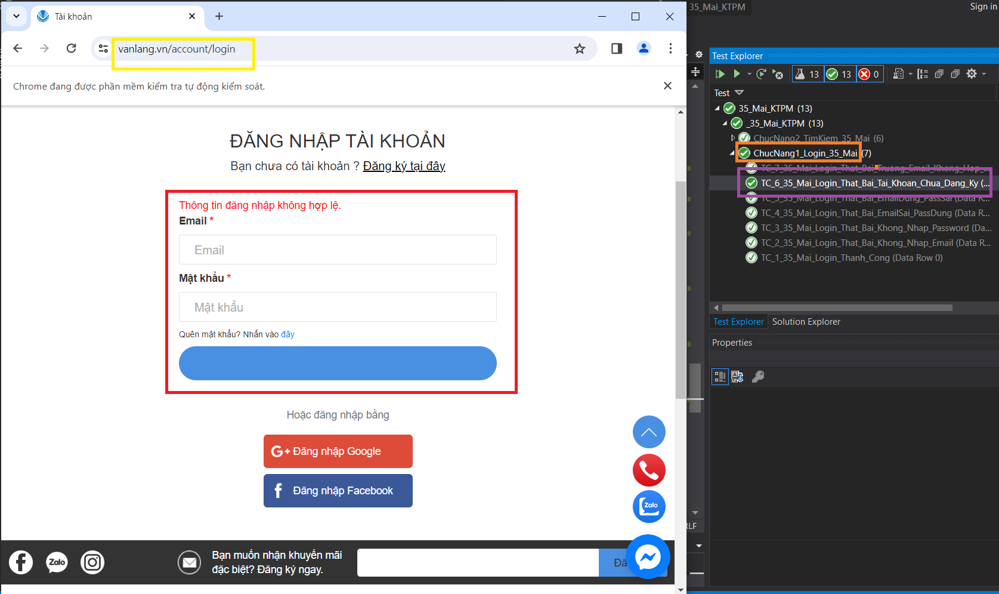 Tài khoản
vanlang.vn/account/login
Chrome đang được phần mềm kiểm tra tự động kiểm soát.
ĐĂNG NHẬP TÀI KHOẢN
Bạn chưa có tài khoản ? Đăng ký tại đây
Thông tin đăng nhập không hợp lệ.
Email *
Email
Mật khẩu *
Mật khẩu
Quên mật khẩu? Nhấn vào đây
Hoặc đăng nhập bằng
G+ Đăng nhập Google
f Đăng nhập Facebook
Zalo
Zalo
Bạn muốn nhận khuyến mãi
đặc biệt? Đăng ký ngay.
35_Mai_KTPM
Sign in
Test Explorer
13 13 0
Test
35_Mai_KTPM (13)
_35_Mai_KTPM (13)
ChucNang2_TimKiem_35_Mai (6)
ChucNang1_Login_35_Mai (7)
TC_7_35_Mai_Login_That_Bai_Truong_Email_Khong_Hop_...
TC_6_35_Mai_Login_That_Bai_Tai_Khoan_Chua_Dang_Ky (...
TC_5_35_Mai_Login_That_Bai_EmailDung_PassSai (Data R...
TC_4_35_Mai_Login_That_Bai_EmailSai_PassDung (Data R...
TC_3_35_Mai_Login_That_Bai_Khong_Nhap_Password (Da...
TC_2_35_Mai_Login_That_Bai_Khong_Nhap_Email (Data R...
TC_1_35_Mai_Login_Thanh_Cong (Data Row 0)
Test Explorer Solution Explorer
Properties